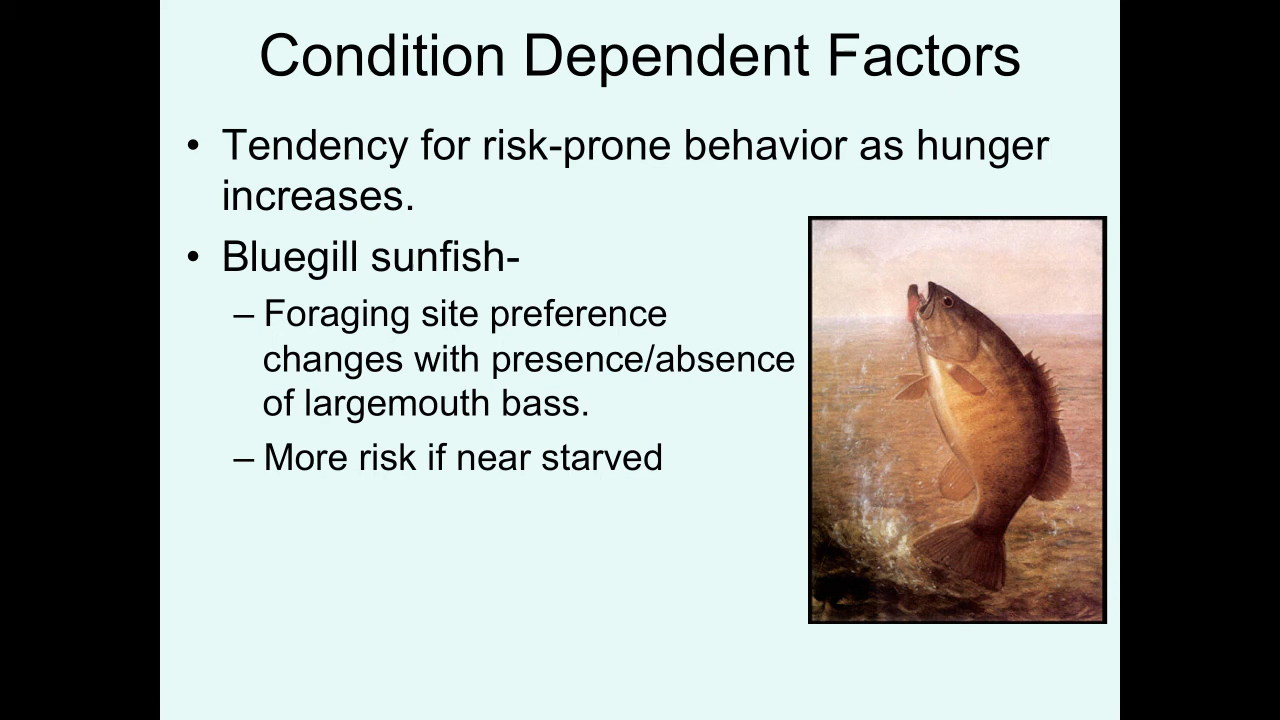 Condition Dependent Factors
• Tendency for risk-prone behavior as hunger
increases.
• Bluegill sunfish-
– Foraging site preference
changes with presence/absence
of largemouth bass.
– More risk if near starved